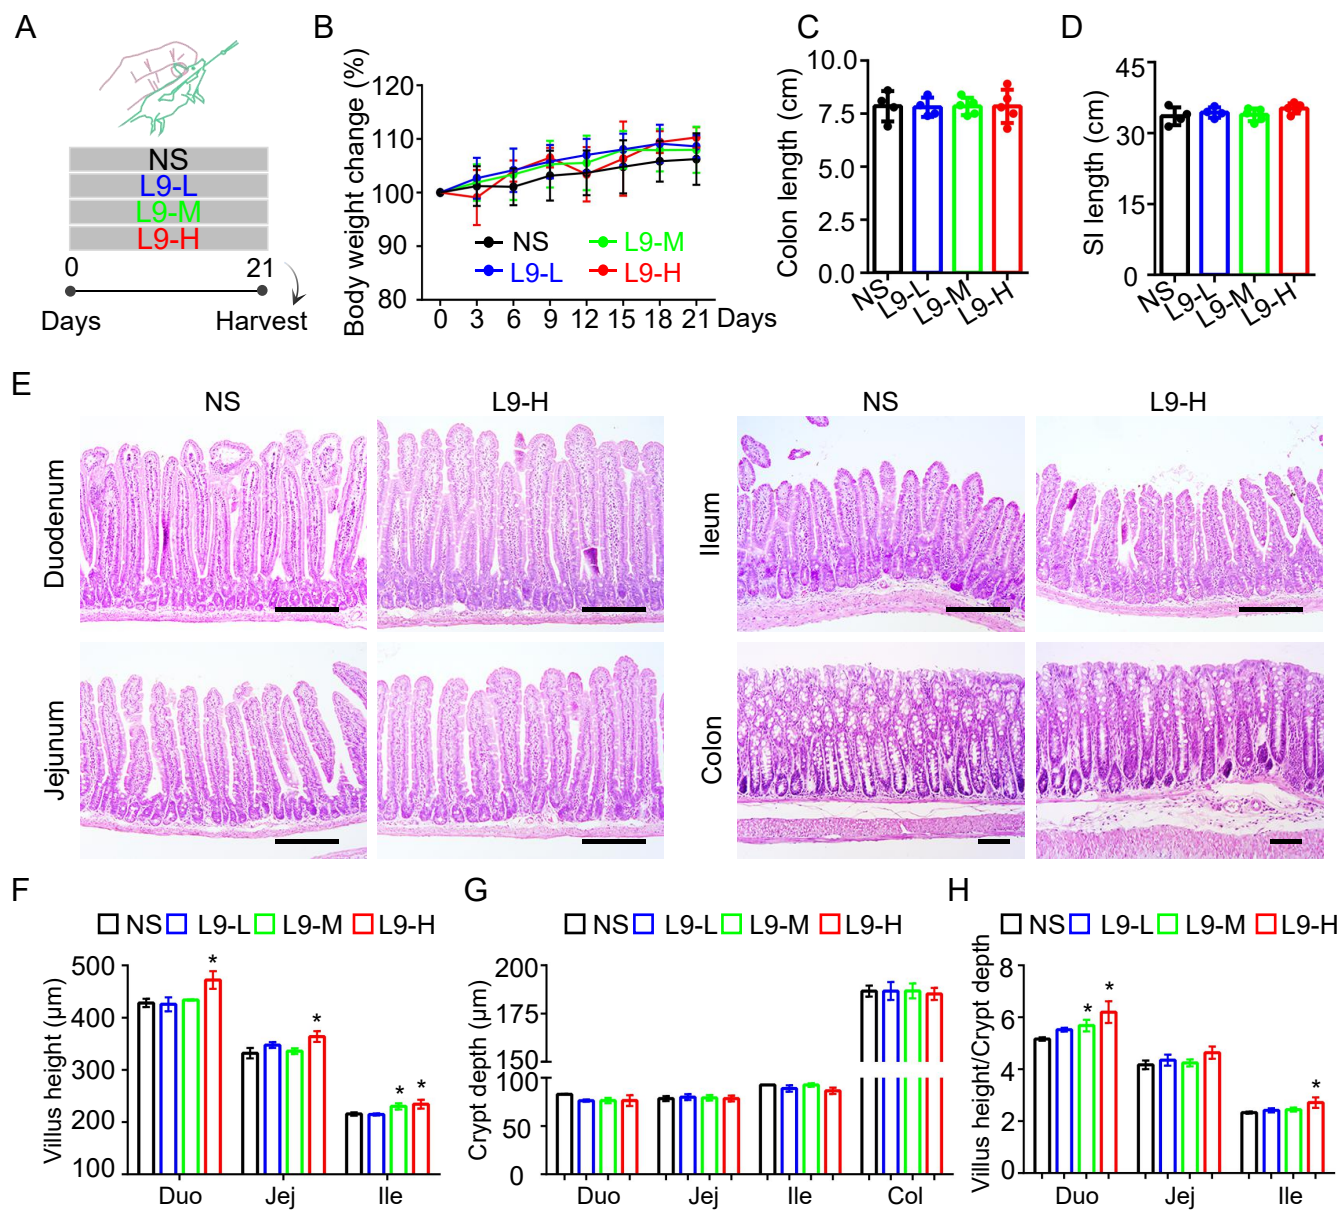 A
NS
L9-L
L9-M
L9-H
0 21
Days Harvest
B
Body weight change (%)
120
110
100
90
80
NS L9-M
L9-L L9-H
0 3 6 9 12 15 18 21 Days
C
Colon length (cm)
10.0
7.5
5.0
2.5
0.0
NS L9-L L9-M L9-H
D
SI length (cm)
45
30
15
0
NS L9-L L9-M L9-H
E
NS L9-H NS L9-H
Duodenum
Ileum
Jejunum
Colon
F
NS L9-L L9-M L9-H
Villus height (μm)
500
400
300
200
100
* * * *
Duo Jej Ile
G
NS L9-L L9-M L9-H
Crypt depth (μm)
200
150
100
50
0
Duo Jej Ile Col
H
NS L9-L L9-M L9-H
Villus height/Crypt depth
8
6
4
2
0
* * *
Duo Jej Ile